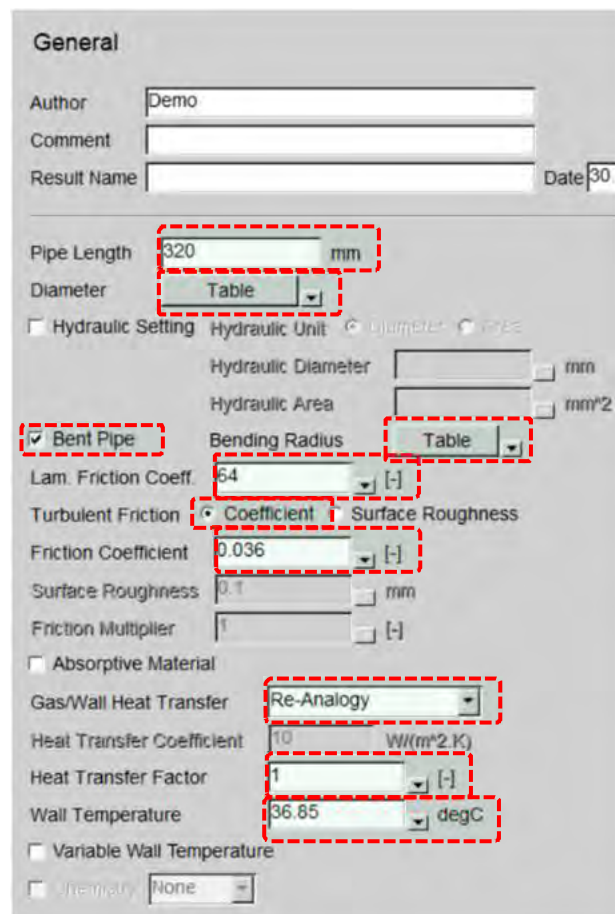 General
Author Demo
Comment
Result Name Date 30.
Pipe Length 320 mm
Diameter Table
Hydraulic Setting Hydraulic Unit Diameter Area
Hydraulic Diameter mm
Hydraulic Area mm^2
Bent Pipe Bending Radius Table
Lam. Friction Coeff. 64 [-]
Turbulent Friction Coefficient Surface Roughness
Friction Coefficient 0.036 [-]
Surface Roughness 0.1 mm
Friction Multiplier 1 [-]
Absorptive Material
Gas/Wall Heat Transfer Re-Analogy
Heat Transfer Coefficient 10 W/(m^2.K)
Heat Transfer Factor 1 [-]
Wall Temperature 36.85 degC
Variable Wall Temperature
Chemistry None